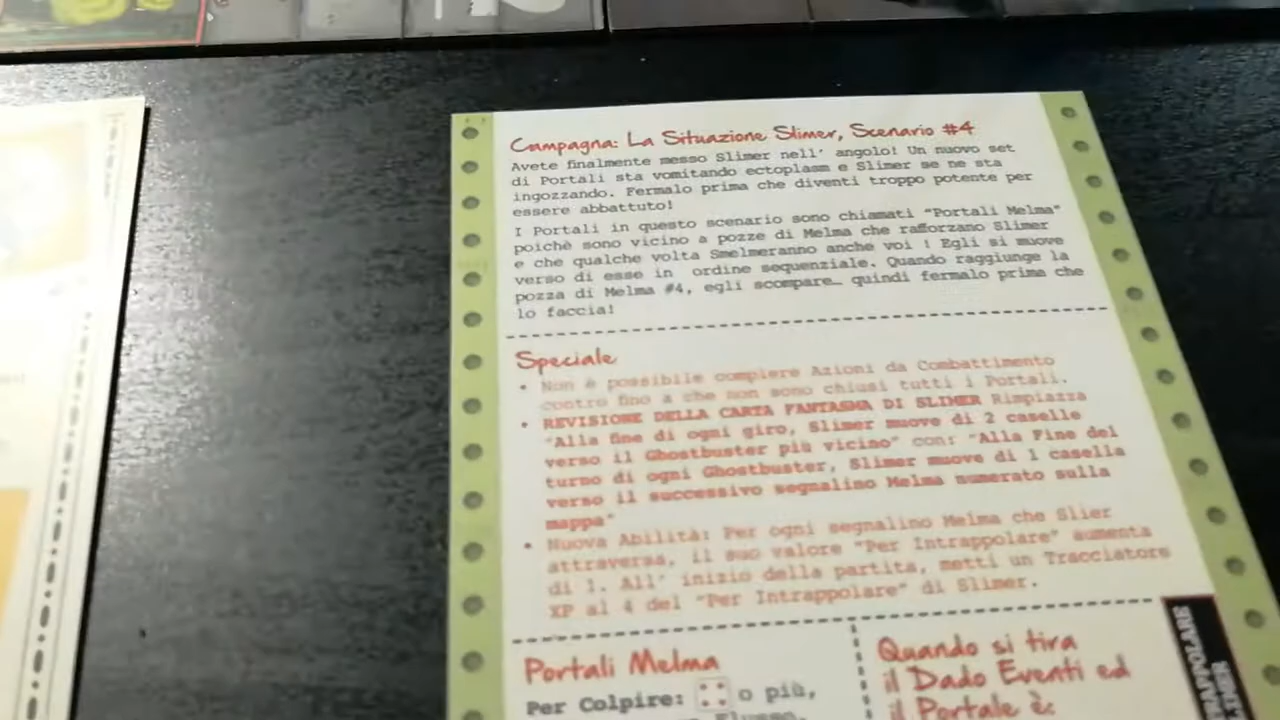 Campagna: La Situazione Slimer, Scenario #4
Avete finalmente messo Slimer nell' angolo! Un nuovo set
di Portali sta vomitando ectoplasm e Slimer se ne sta
ingozzando. Fermalo prima che diventi troppo potente per
essere abbattuto!
I Portali in questo scenario sono chiamati "Portali Melma"
poichè sono vicino a pozze di Melma che rafforzano Slimer
e che qualche volta Smelmeranno anche voi ! Egli si muove
verso di esse in ordine sequenziale. Quando raggiunge la
pozza di Melma #4, egli scompare… quindi fermalo prima che
lo faccia!
Speciale
• Non è possibile compiere Azioni da Combattimento
contro fino a che non sono chiusi tutti i Portali.
• REVISIONE DELLA CARTA FANTASMA DI SLIMER Rimpiazza
"Alla fine di ogni giro, Slimer muove di 2 caselle
verso il Ghostbuster più vicino" con: "Alla Fine del
turno di ogni Ghostbuster, Slimer muove di 1 casella
verso il successivo segnalino Melma numerato sulla
mappa"
• Nuova Abilità: Per ogni segnalino Melma che Slier
attraversa, il suo valore "Per Intrappolare" aumenta
di 1. All' inizio della partita, metti un Tracciatore
XP al 4 del "Per Intrappolare" di Slimer.
Portali Melma
Per Colpire: o più,
Flusso.
Quando si tira
il Dado Eventi ed
il Portale è: